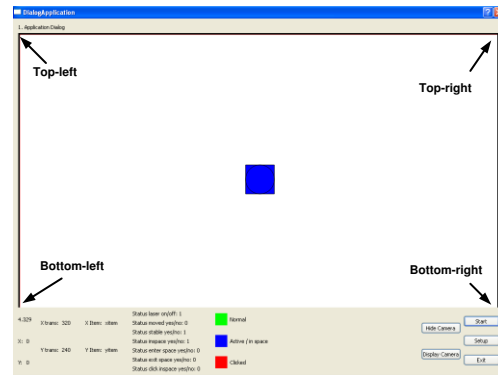 DialogApplication
1. Application Dialog
Top-left
Top-right
Bottom-left
Bottom-right
4.329
X trans: 320
X Item: xItem
Status laser on/off: 1
Status moved yes/no: 0
Status stable yes/no: 1
Normal
Hide Camera
Start
X: 0
Status inspace yes/no: 1
Active / in space
Setup
Y trans: 240
Y Item: yItem
Status enter space yes/no: 0
Status exit space yes/no: 0
Display Camera
Y: 0
Status click inspace yes/no: 0
Clicked
Exit